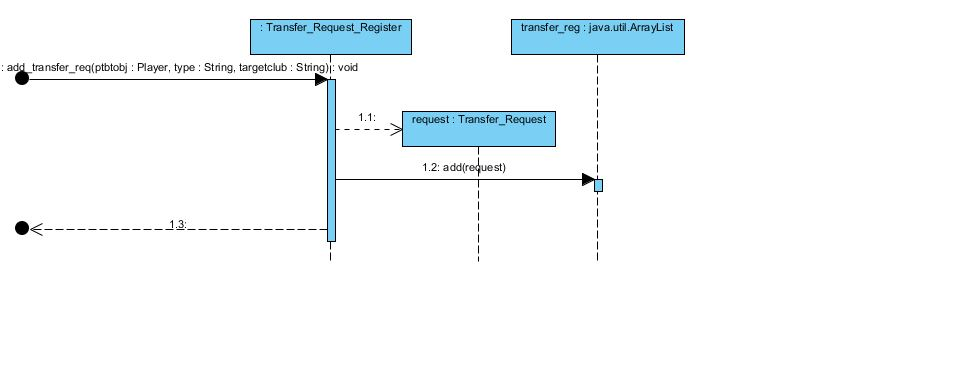 : Transfer_Request_Register
transfer_reg : java.util.ArrayList
: add_transfer_req(ptbtobj : Player, type : String, targetclub : String) : void
1.1:
request : Transfer_Request
1.2: add(request)
1.3: